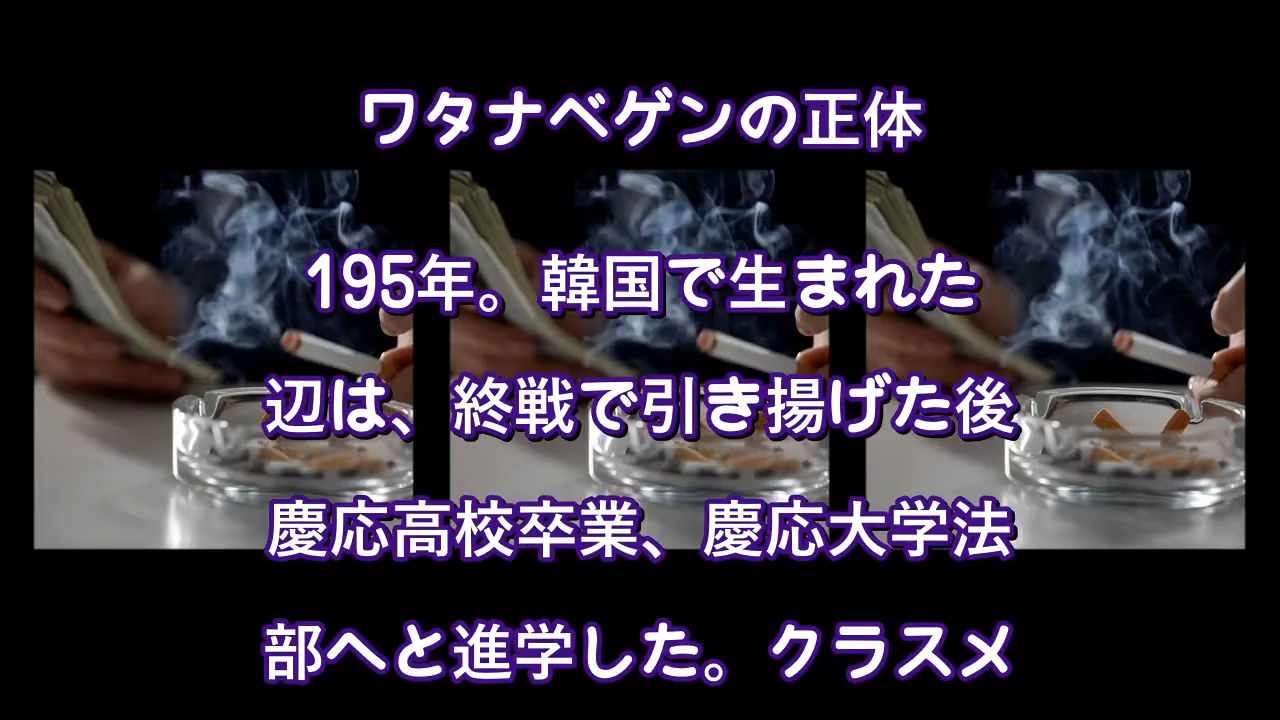 ワタナベゲンの正体
195年。韓国で生まれた
辺は、終戦で引き揚げた後
慶応高校卒業、慶応大学法
部へと進学した。クラスメ